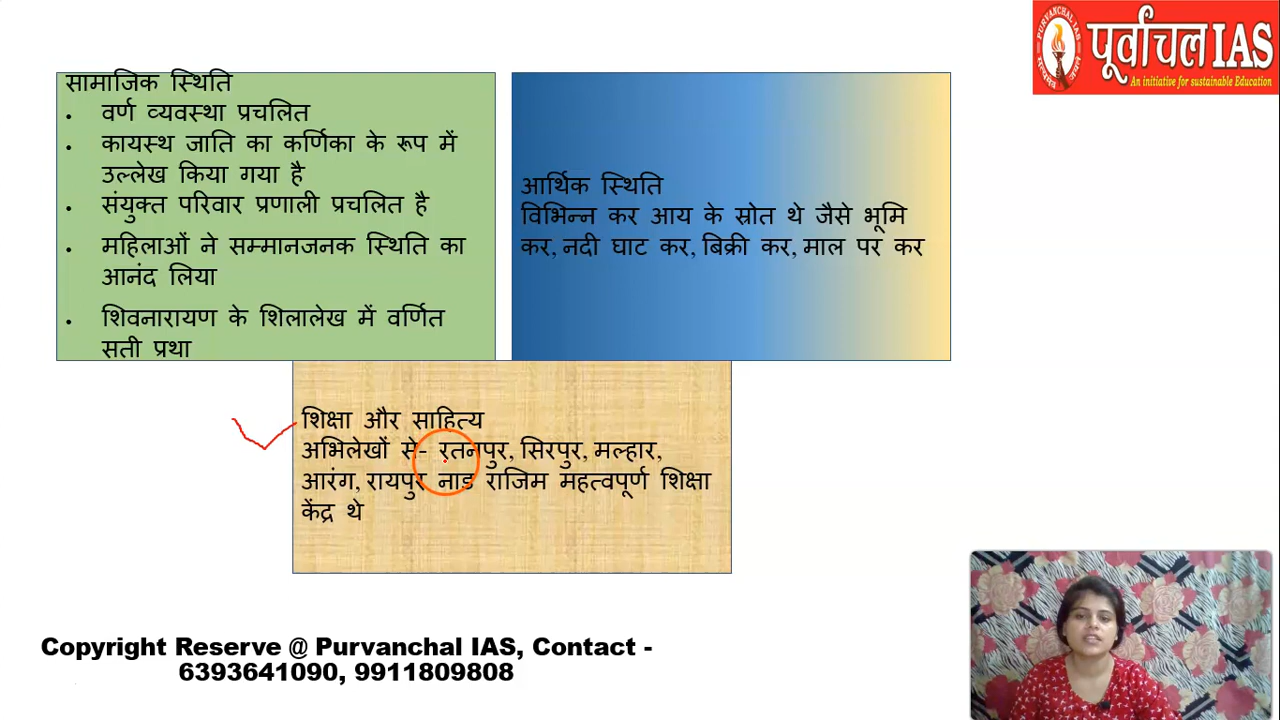 PURVANCHAL IAS
पूर्वांचल IAS
An initiative for sustainable Education
सामाजिक स्थिति
• वर्ण व्यवस्था प्रचलित
• कायस्थ जाति का कर्णिका के रूप में
उल्लेख किया गया है
• संयुक्त परिवार प्रणाली प्रचलित है
• महिलाओं ने सम्मानजनक स्थिति का
आनंद लिया
• शिवनारायण के शिलालेख में वर्णित
सती प्रथा
आर्थिक स्थिति
विभिन्न कर आय के स्रोत थे जैसे भूमि
कर, नदी घाट कर, बिक्री कर, माल पर कर
शिक्षा और साहित्य
अभिलेखों से- रतनपुर, सिरपुर, मल्हार,
आरंग, रायपुर नाड राजिम महत्वपूर्ण शिक्षा
केंद्र थे
Copyright Reserve @ Purvanchal IAS, Contact -
6393641090, 9911809808